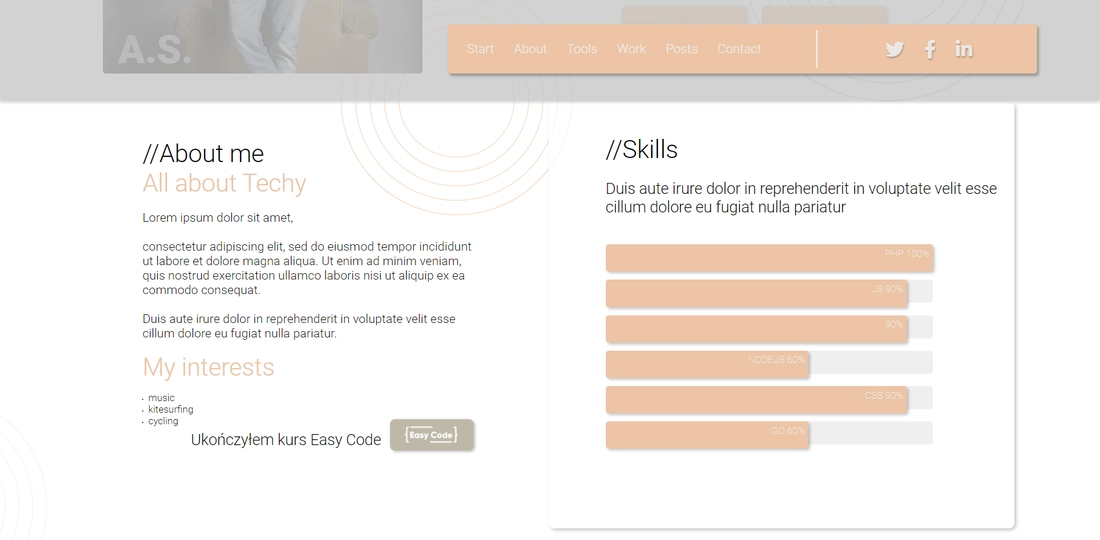 A.S.
Start About Tools Work Posts Contact
//About me
All about Techy
Lorem ipsum dolor sit amet,
consectetur adipiscing elit, sed do eiusmod tempor incididunt
ut labore et dolore magna aliqua. Ut enim ad minim veniam,
quis nostrud exercitation ullamco laboris nisi ut aliquip ex ea
commodo consequat.
Duis aute irure dolor in reprehenderit in voluptate velit esse
cillum dolore eu fugiat nulla pariatur.
My interests
music
kitesurfing
cycling
Ukończyłem kurs Easy Code
{Easy Code}
//Skills
Duis aute irure dolor in reprehenderit in voluptate velit esse
cillum dolore eu fugiat nulla pariatur
PHP 100%
JS 90%
90%
NODEJS 60%
CSS 90%
GO 60%